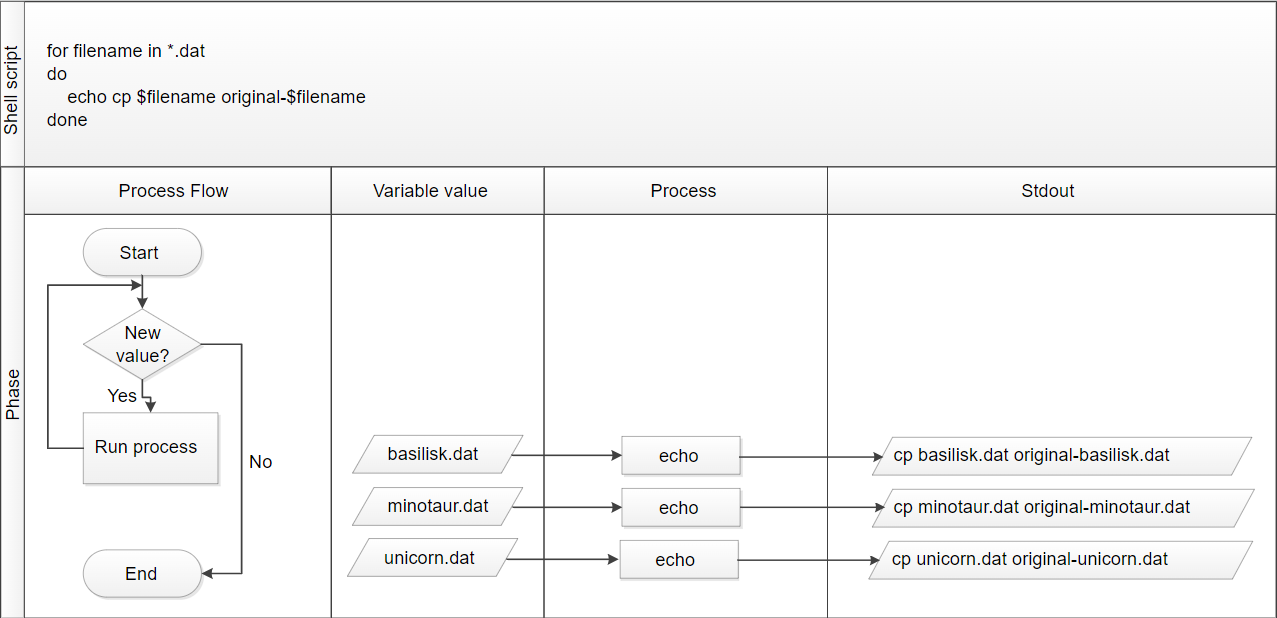 Shell script
for filename in *.dat
do
echo cp $filename original-$filename
done
Phase
Process Flow
Variable value
Process
Stdout
Start
New
value?
Yes
Run process
No
End
basilisk.dat
echo
cp basilisk.dat original-basilisk.dat
minotaur.dat
echo
cp minotaur.dat original-minotaur.dat
unicorn.dat
echo
cp unicorn.dat original-unicorn.dat